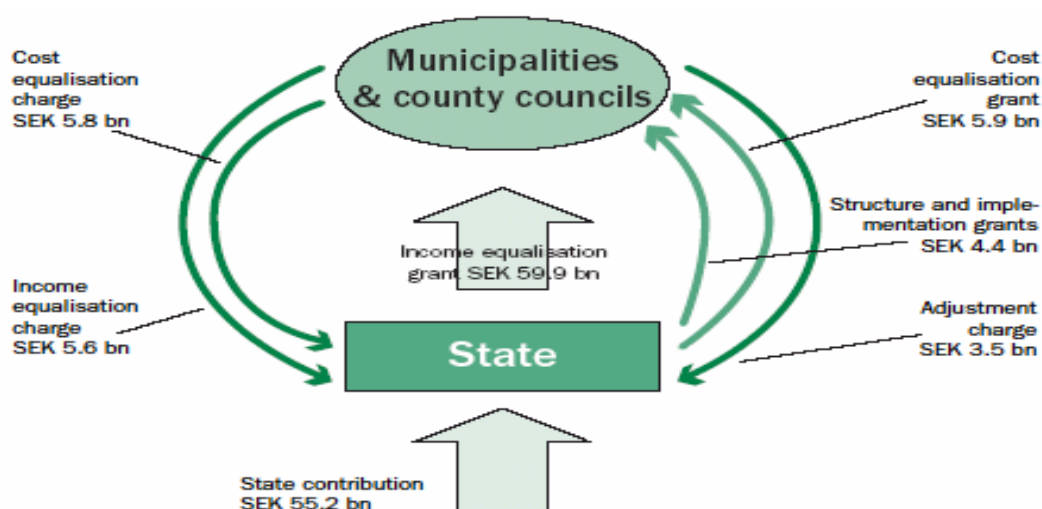 Cost
equalisation
charge
SEK 5.8 bn
Municipalities
& county councils
Cost
equalisation
grant
SEK 5.9 bn
Structure and imple-
mentation grants
SEK 4.4 bn
Income equalisation
grant SEK 59.9 bn
Income
equalisation
charge
SEK 5.6 bn
Adjustment
charge
SEK 3.5 bn
State
State contribution
SEK 55.2 bn